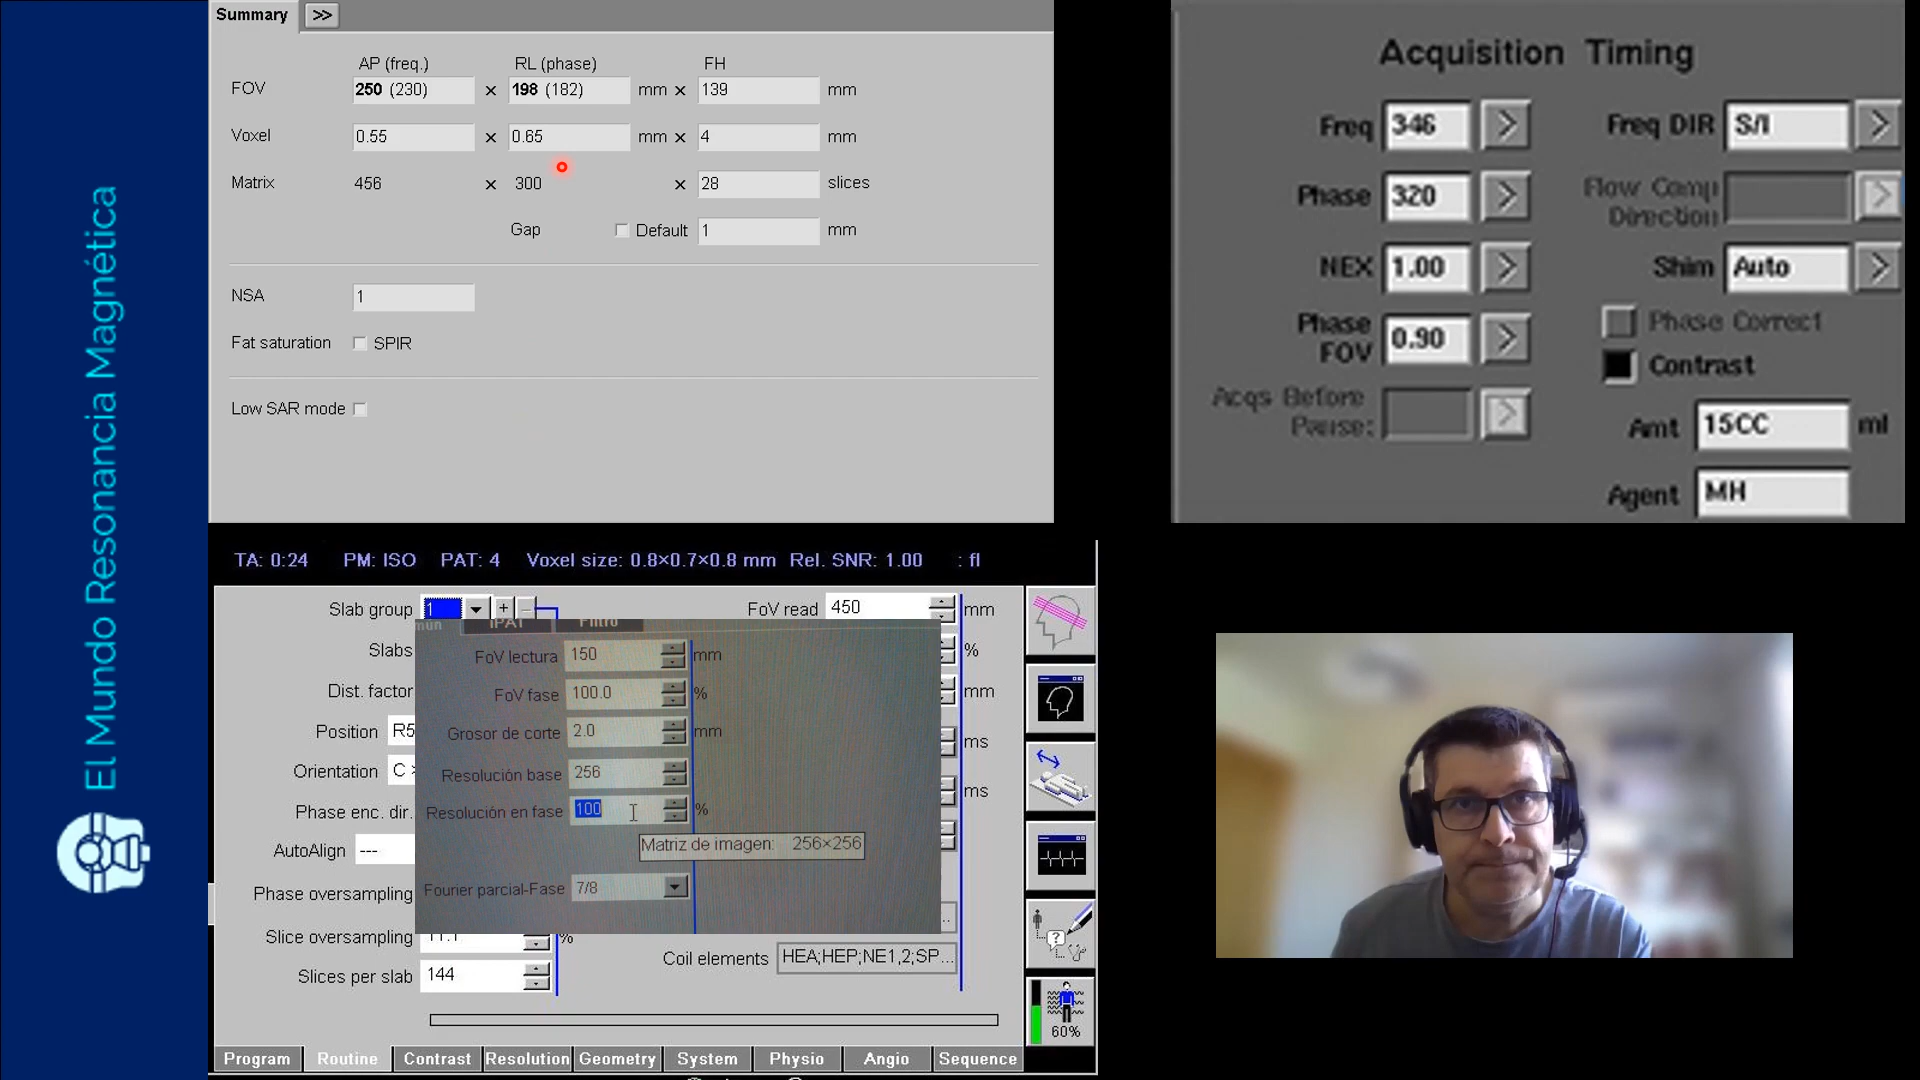 El Mundo Resonancia Magnética
Summary >>
AP (freq.) RL (phase) FH
FOV 250 (230) × 198 (182) mm × 139 mm
Voxel 0.55 × 0.65 mm × 4 mm
Matrix 456 × 300 × 28 slices
Gap Default 1 mm
NSA 1
Fat saturation SPIR
Low SAR mode
Acquisition Timing
Freq 346 > Freq DIR S/I >
Phase 320 > Flow Comp Direction >
NEX 1.00 > Shim Auto >
Phase FOV 0.90 > Phase Correct
Contrast
Acqs Before Pause: > Amt 15CC ml
Agent MH
TA: 0:24 PM: ISO PAT: 4 Voxel size: 0.8×0.7×0.8 mm Rel. SNR: 1.00 : fl
Slab group 1 + – FoV read 450 mm
Slabs %
Dist. factor mm
Position R5 ms
Orientation C > ms
Phase enc. dir.
AutoAlign ---
Phase oversampling
Slice oversampling 11.1 %
Slices per slab 144
Coil elements HEA;HEP;NE1,2;SP...
iPAT Filtro
FoV lectura 150 mm
FoV fase 100.0 %
Grosor de corte 2.0 mm
Resolución base 256
Resolución en fase 100 %
Matriz de imagen: 256×256
Fourier parcial-Fase 7/8
60%
Program Routine Contrast Resolution Geometry System Physio Angio Sequence